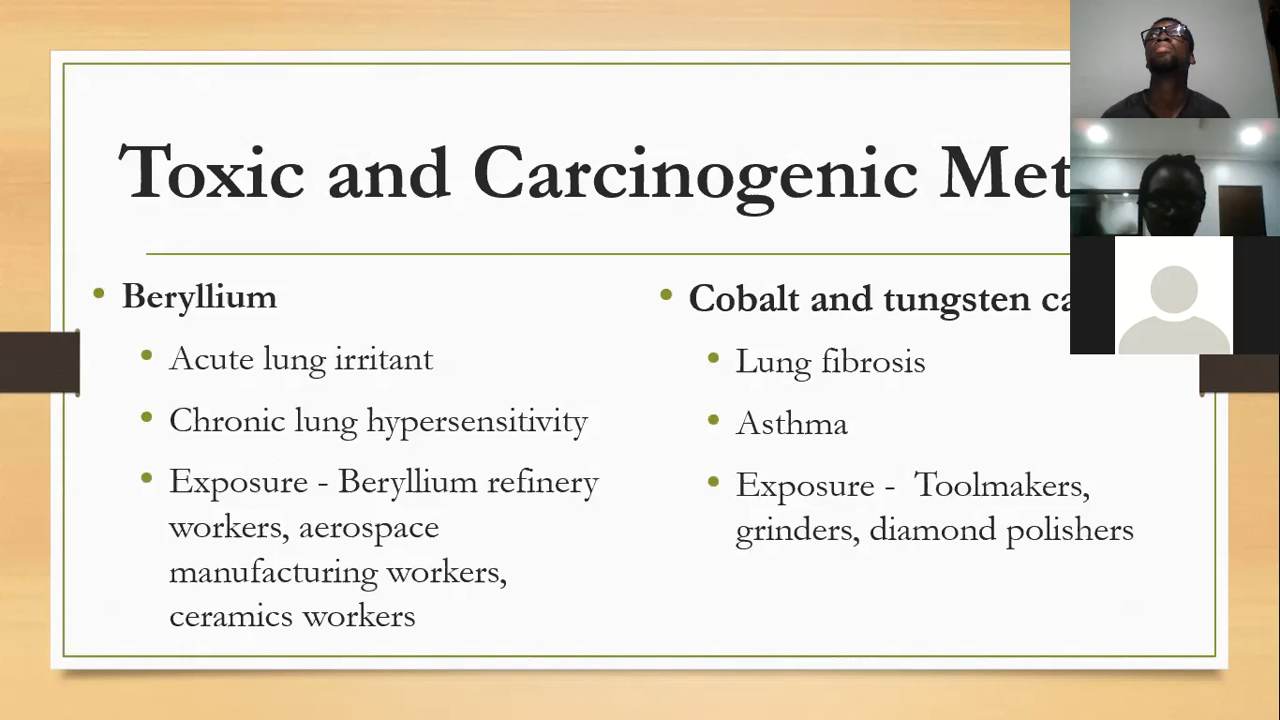 Toxic and Carcinogenic Met
Beryllium
Acute lung irritant
Chronic lung hypersensitivity
Exposure - Beryllium refinery
workers, aerospace
manufacturing workers,
ceramics workers
Cobalt and tungsten ca
Lung fibrosis
Asthma
Exposure - Toolmakers,
grinders, diamond polishers